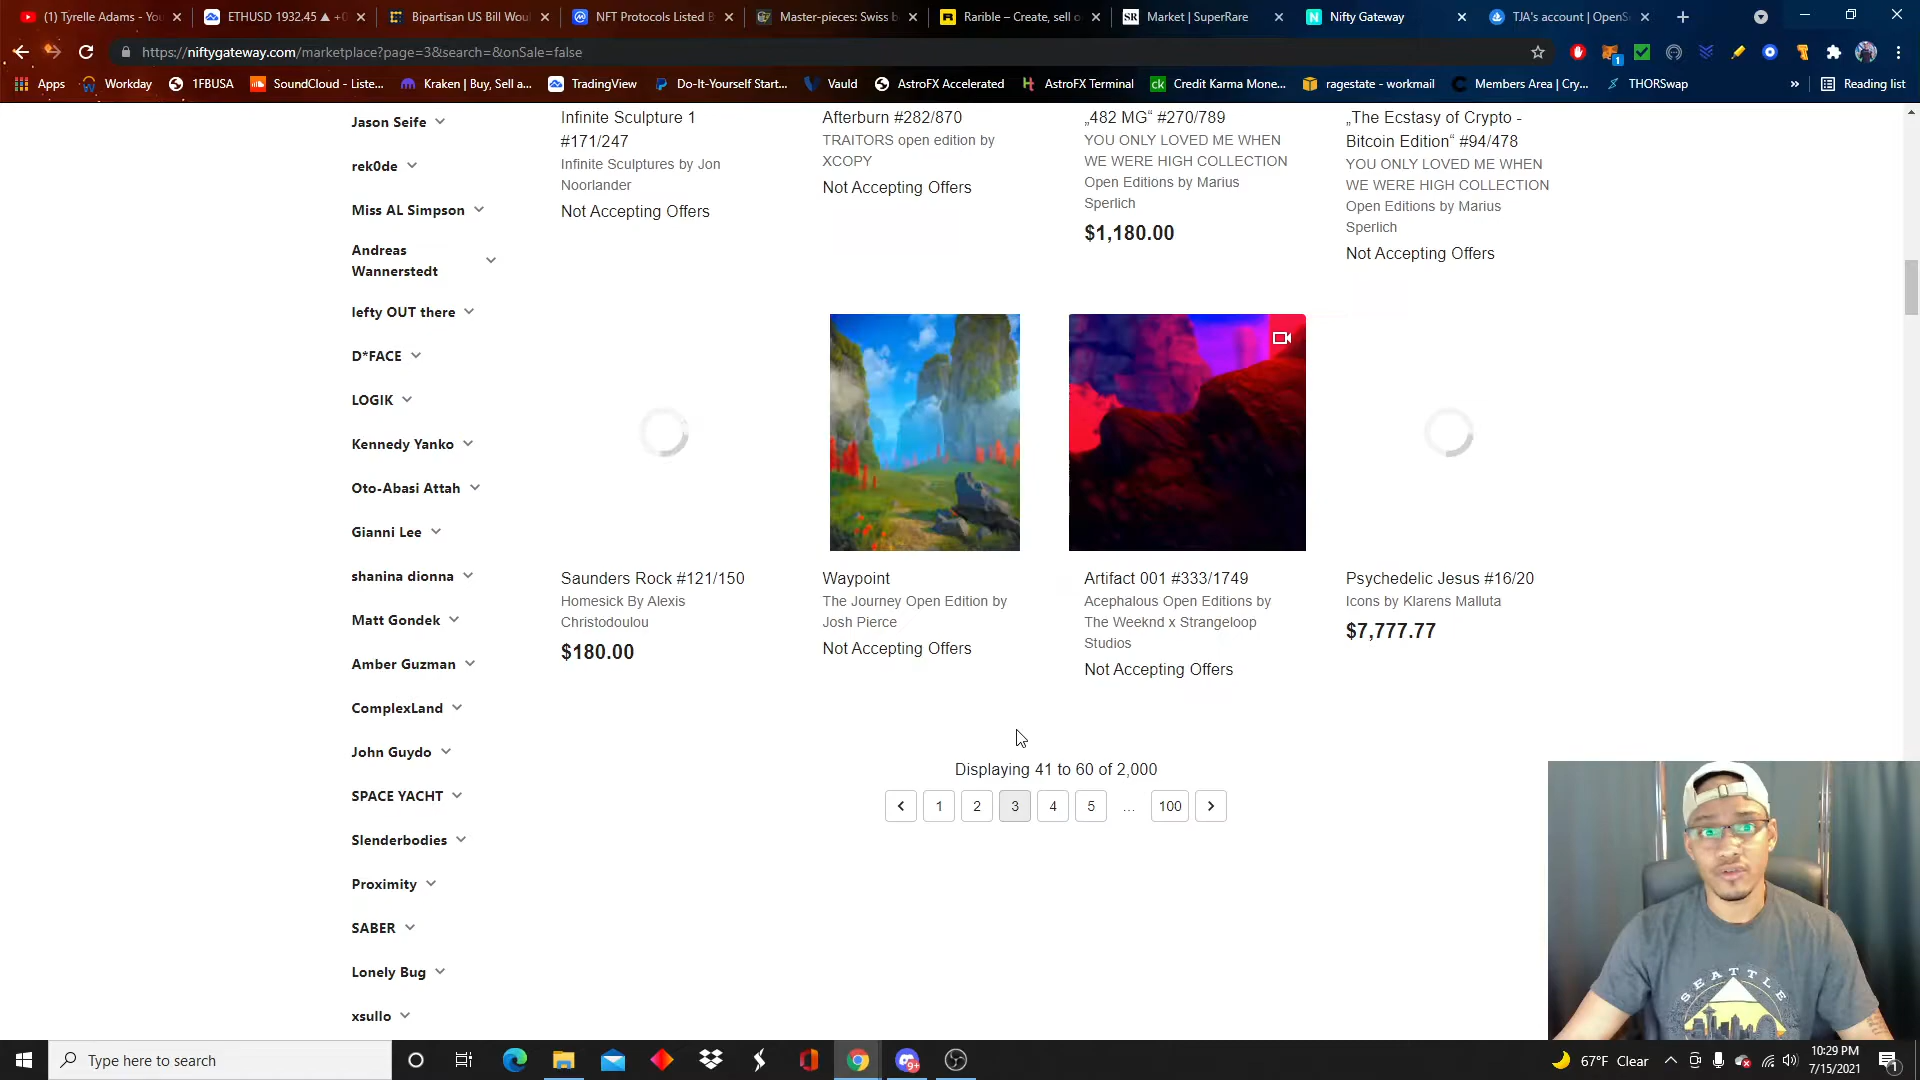 (1) Tyrelle Adams - You
ETHUSD 1932.45 ▲ +0
Bipartisan US Bill Wou
NFT Protocols Listed B
Master-pieces: Swiss b
Rarible – Create, sell o
Market | SuperRare
Nifty Gateway
TJA's account | OpenS
https://niftygateway.com/marketplace?page=3&search=&onSale=false
Apps
Workday
1FBUSA
SoundCloud - Liste...
Kraken | Buy, Sell a...
TradingView
Do-It-Yourself Start...
Vauld
AstroFX Accelerated
AstroFX Terminal
Credit Karma Mone...
ragestate - workmail
Members Area | Cry...
THORSwap
»
Reading list
Jason Seife
rek0de
Miss AL Simpson
Andreas
Wannerstedt
lefty OUT there
D*FACE
LOGIK
Kennedy Yanko
Oto-Abasi Attah
Gianni Lee
shanina dionna
Matt Gondek
Amber Guzman
ComplexLand
John Guydo
SPACE YACHT
Slenderbodies
Proximity
SABER
Lonely Bug
xsullo
Infinite Sculpture 1
#171/247
Infinite Sculptures by Jon
Noorlander
Not Accepting Offers
Afterburn #282/870
TRAITORS open edition by
XCOPY
Not Accepting Offers
„482 MG“ #270/789
YOU ONLY LOVED ME WHEN
WE WERE HIGH COLLECTION
Open Editions by Marius
Sperlich
$1,180.00
„The Ecstasy of Crypto -
Bitcoin Edition“ #94/478
YOU ONLY LOVED ME WHEN
WE WERE HIGH COLLECTION
Open Editions by Marius
Sperlich
Not Accepting Offers
Saunders Rock #121/150
Homesick By Alexis
Christodoulou
$180.00
Waypoint
The Journey Open Edition by
Josh Pierce
Not Accepting Offers
Artifact 001 #333/1749
Acephalous Open Editions by
The Weeknd x Strangeloop
Studios
Not Accepting Offers
Psychedelic Jesus #16/20
Icons by Klarens Malluta
$7,777.77
Displaying 41 to 60 of 2,000
1 2 3 4 5 ... 100
SEATTLE
Type here to search
67°F Clear
10:29 PM
7/15/2021